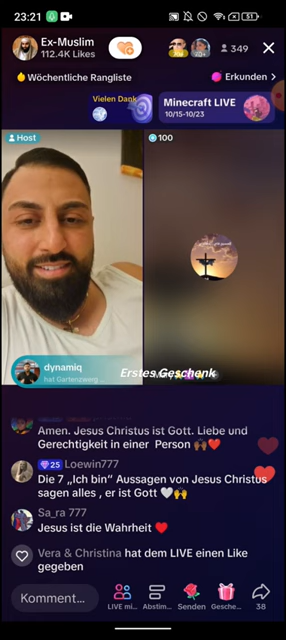 23:21
51
Ex-Muslim
112.4K Likes
349
Wöchentliche Rangliste
Erkunden
Vielen Dank
Minecraft LIVE
10/15-10/23
Host
100
dynamiq
hat Gartenzwerg
Erstes Geschenk
Amen. Jesus Christus ist Gott. Liebe und
Gerechtigkeit in einer Person 🙌🏾❤️
25 Loewin777
Die 7 „Ich bin" Aussagen von Jesus Christus
sagen alles , er ist Gott 🤍🙌
Sa_ra 777
Jesus ist die Wahrheit ❤️
Vera & Christina hat dem LIVE einen Like
gegeben
Komment...
LIVE mi...
Abstim...
Senden
Gesche...
38